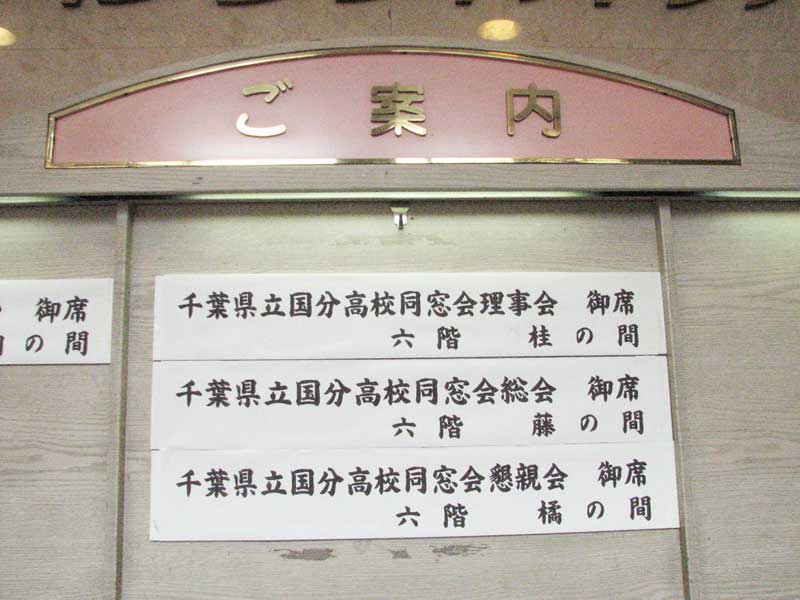 ご案内
御席
の間
千葉県立国分高校同窓会理事会 御席
六階 桂の間
千葉県立国分高校同窓会総会 御席
六階 藤の間
千葉県立国分高校同窓会懇親会 御席
六階 橘の間